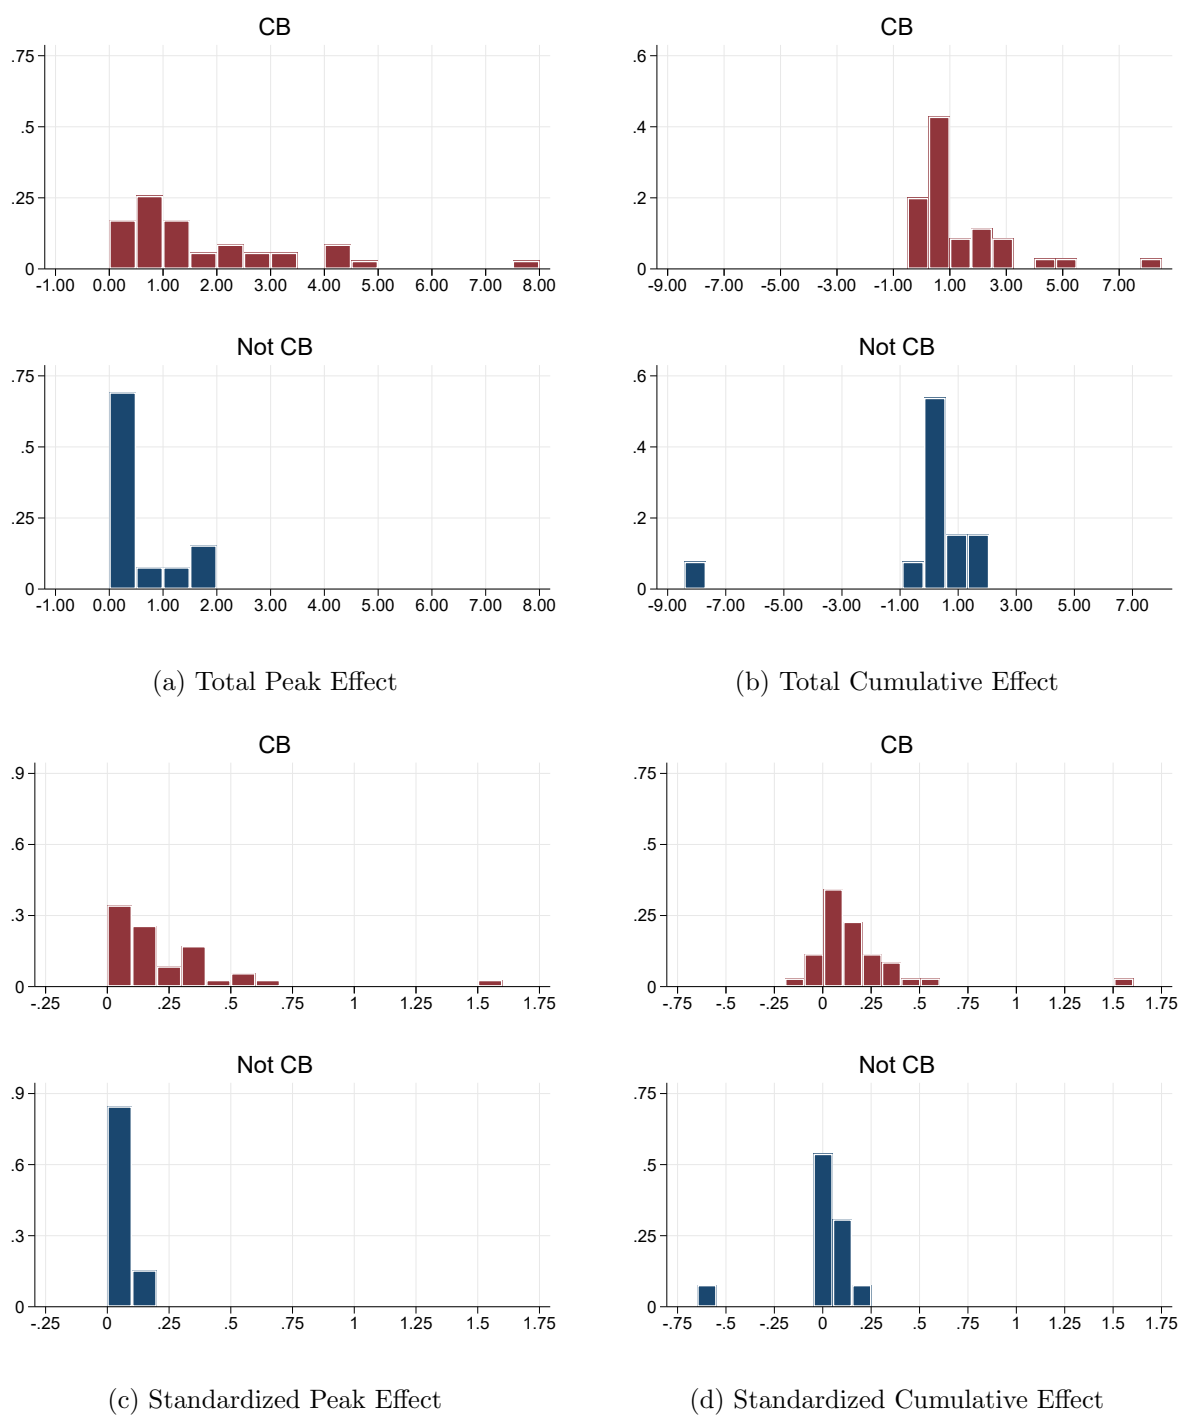 CB
.75
.5
.25
0
-1.00 0.00 1.00 2.00 3.00 4.00 5.00 6.00 7.00 8.00
Not CB
.75
.5
.25
0
-1.00 0.00 1.00 2.00 3.00 4.00 5.00 6.00 7.00 8.00
(a) Total Peak Effect
CB
.6
.4
.2
0
-9.00 -7.00 -5.00 -3.00 -1.00 1.00 3.00 5.00 7.00
Not CB
.6
.4
.2
0
-9.00 -7.00 -5.00 -3.00 -1.00 1.00 3.00 5.00 7.00
(b) Total Cumulative Effect
CB
.9
.6
.3
0
-.25 0 .25 .5 .75 1 1.25 1.5 1.75
Not CB
.9
.6
.3
0
-.25 0 .25 .5 .75 1 1.25 1.5 1.75
(c) Standardized Peak Effect
CB
.75
.5
.25
0
-.75 -.5 -.25 0 .25 .5 .75 1 1.25 1.5 1.75
Not CB
.75
.5
.25
0
-.75 -.5 -.25 0 .25 .5 .75 1 1.25 1.5 1.75
(d) Standardized Cumulative Effect